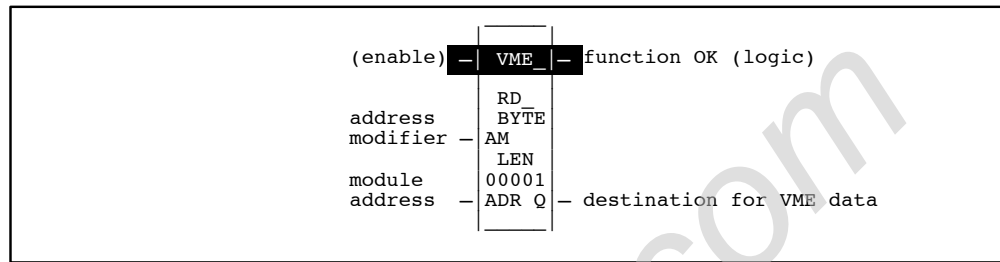 (enable) – VME_ – function OK (logic)
RD_
address BYTE
modifier – AM
LEN
module 00001
address – ADR Q – destination for VME data
com